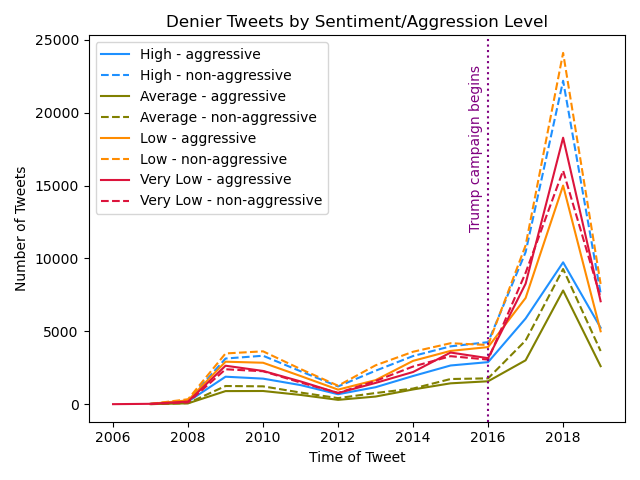 Denier Tweets by Sentiment/Aggression Level
25000
20000
15000
10000
5000
0
Number of Tweets
High - aggressive
High - non-aggressive
Average - aggressive
Average - non-aggressive
Low - aggressive
Low - non-aggressive
Very Low - aggressive
Very Low - non-aggressive
Trump campaign begins
2006 2008 2010 2012 2014 2016 2018
Time of Tweet